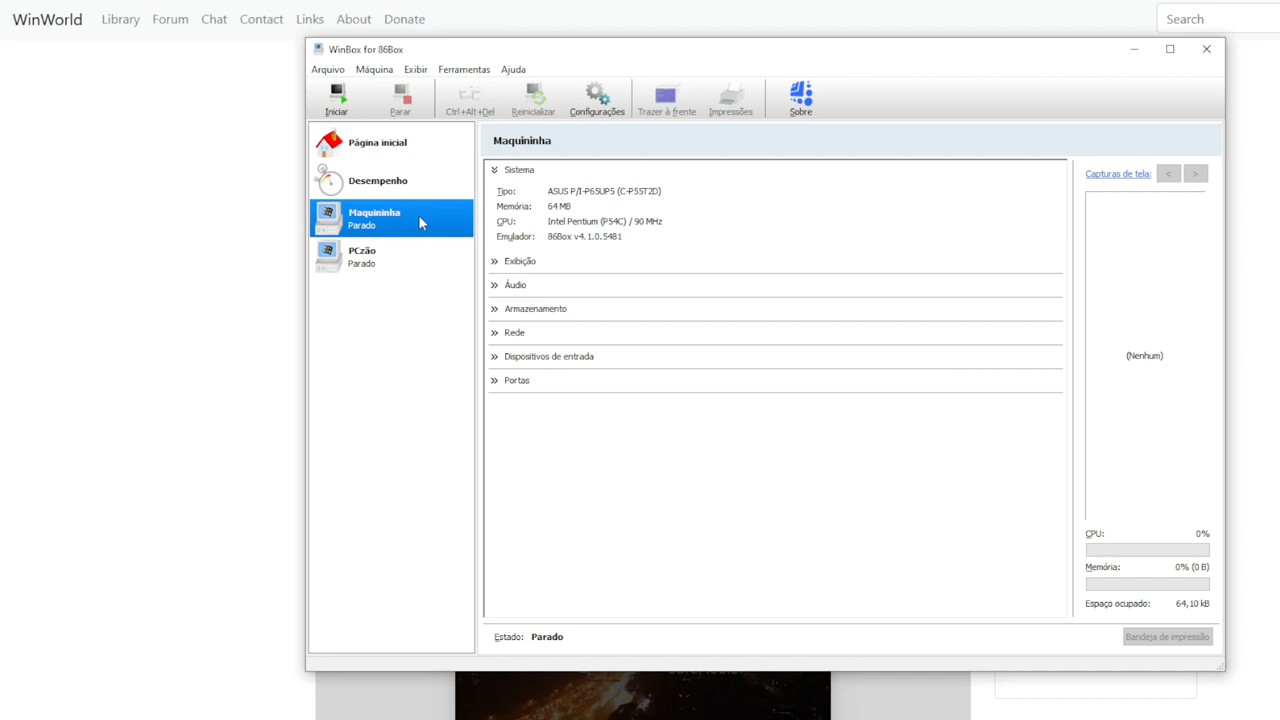 WinWorld Library Forum Chat Contact Links About Donate Search
WinBox for 86Box
Arquivo Máquina Exibir Ferramentas Ajuda
Iniciar Parar Ctrl+Alt+Del Reinicializar Configurações Trazer à frente Impressões Sobre
Página inicial
Desempenho
Maquininha
Parado
PCzão
Parado
Maquininha
Sistema
Tipo: ASUS P/I-P65UP5 (C-P55T2D)
Memória: 64 MB
CPU: Intel Pentium (P54C) / 90 MHz
Emulador: 86Box v4.1.0.5481
Exibição
Áudio
Armazenamento
Rede
Dispositivos de entrada
Portas
Capturas de tela: < >
(Nenhum)
CPU: 0%
Memória: 0% (0 B)
Espaço ocupado: 64,10 kB
Estado: Parado
Bandeja de impressão